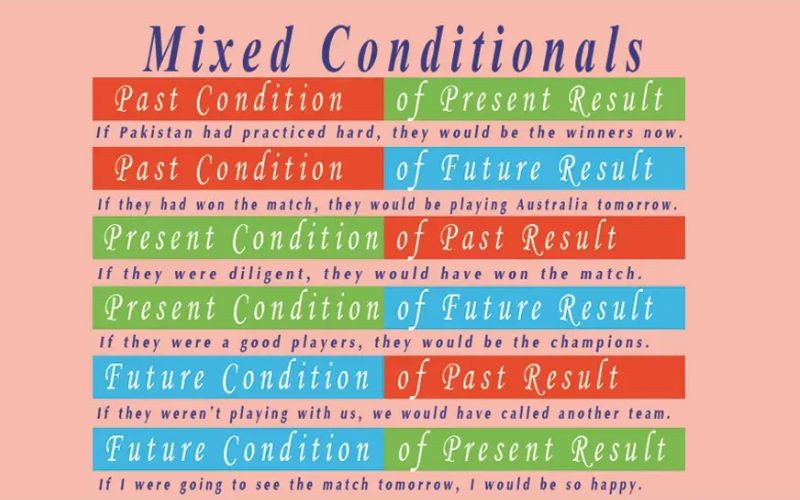 Mixed Conditionals
Past Condition of Present Result
If Pakistan had practiced hard, they would be the winners now.
Past Condition of Future Result
If they had won the match, they would be playing Australia tomorrow.
Present Condition of Past Result
If they were diligent, they would have won the match.
Present Condition of Future Result
If they were a good players, they would be the champions.
Future Condition of Past Result
If they weren't playing with us, we would have called another team.
Future Condition of Present Result
If I were going to see the match tomorrow, I would be so happy.